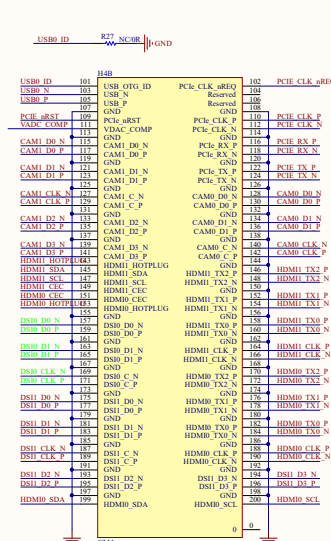 USB0_ID R27 NC/0R GND
H4B
USB0_ID 101 USB_OTG_ID PCIe_CLK_nREQ 102 PCIE_CLK_nRE
USB0_N 103 USB_N Reserved 104
USB0_P 105 USB_P Reserved 106
107 GND GND 108
PCIE_nRST 109 PCIe_nRST PCIe_CLK_P 110 PCIE_CLK_P
VADC_COMP 111 VDAC_COMP PCIe_CLK_N 112 PCIE_CLK_N
113 GND GND 114
CAM1_D0_N 115 CAM1_D0_N PCIe_RX_P 116 PCIE_RX_P
CAM1_D0_P 117 CAM1_D0_P PCIe_RX_N 118 PCIE_RX_N
119 GND GND 120
CAM1_D1_N 121 CAM1_D1_N PCIe_TX_P 122 PCIE_TX_P
CAM1_D1_P 123 CAM1_D1_P PCIe_TX_N 124 PCIE_TX_N
125 GND GND 126
CAM1_CLK_N 127 CAM1_C_N CAM0_D0_N 128 CAM0_D0_N
CAM1_CLK_P 129 CAM1_C_P CAM0_D0_P 130 CAM0_D0_P
131 GND GND 132
CAM1_D2_N 133 CAM1_D2_N CAM0_D1_N 134 CAM0_D1_N
CAM1_D2_P 135 CAM1_D2_P CAM0_D1_P 136 CAM0_D1_P
137 GND GND 138
CAM1_D3_N 139 CAM1_D3_N CAM0_C_N 140 CAM0_CLK_N
CAM1_D3_P 141 CAM1_D3_P CAM0_C_P 142 CAM0_CLK_P
HDMI1_HOTPLUG 143 HDMI1_HOTPLUG GND 144
HDMI1_SDA 145 HDMI1_SDA HDMI1_TX2_P 146 HDMI1_TX2_P
HDMI1_SCL 147 HDMI1_SCL HDMI1_TX2_N 148 HDMI1_TX2_N
HDMI1_CEC 149 HDMI1_CEC GND 150
HDMI0_CEC 151 HDMI0_CEC HDMI1_TX1_P 152 HDMI1_TX1_P
HDMI0_HOTPLUG 153 HDMI0_HOTPLUG HDMI1_TX1_N 154 HDMI1_TX1_N
155 GND GND 156
DSI0_D0_N 157 DSI0_D0_N HDMI1_TX0_P 158 HDMI1_TX0_P
DSI0_D0_P 159 DSI0_D0_P HDMI1_TX0_N 160 HDMI1_TX0_N
161 GND GND 162
DSI0_D1_N 163 DSI0_D1_N HDMI1_CLK_P 164 HDMI1_CLK_P
DSI0_D1_P 165 DSI0_D1_P HDMI1_CLK_N 166 HDMI1_CLK_N
167 GND GND 168
DSI0_CLK_N 169 DSI0_C_N HDMI0_TX2_P 170 HDMI0_TX2_P
DSI0_CLK_P 171 DSI0_C_P HDMI0_TX2_N 172 HDMI0_TX2_N
173 GND GND 174
DSI1_D0_N 175 DSI1_D0_N HDMI0_TX1_P 176 HDMI0_TX1_P
DSI1_D0_P 177 DSI1_D0_P HDMI0_TX1_N 178 HDMI0_TX1_N
179 GND GND 180
DSI1_D1_N 181 DSI1_D1_N HDMI0_TX0_P 182 HDMI0_TX0_P
DSI1_D1_P 183 DSI1_D1_P HDMI0_TX0_N 184 HDMI0_TX0_N
185 GND GND 186
DSI1_CLK_N 187 DSI1_C_N HDMI0_CLK_P 188 HDMI0_CLK_P
DSI1_CLK_P 189 DSI1_C_P HDMI0_CLK_N 190 HDMI0_CLK_N
191 GND GND 192
DSI1_D2_N 193 DSI1_D2_N DSI1_D3_N 194 DSI1_D3_N
DSI1_D2_P 195 DSI1_D2_P DSI1_D3_P 196 DSI1_D3_P
197 GND GND 198
HDMI0_SDA 199 HDMI0_SDA HDMI0_SCL 200 HDMI0_SCL
0 0